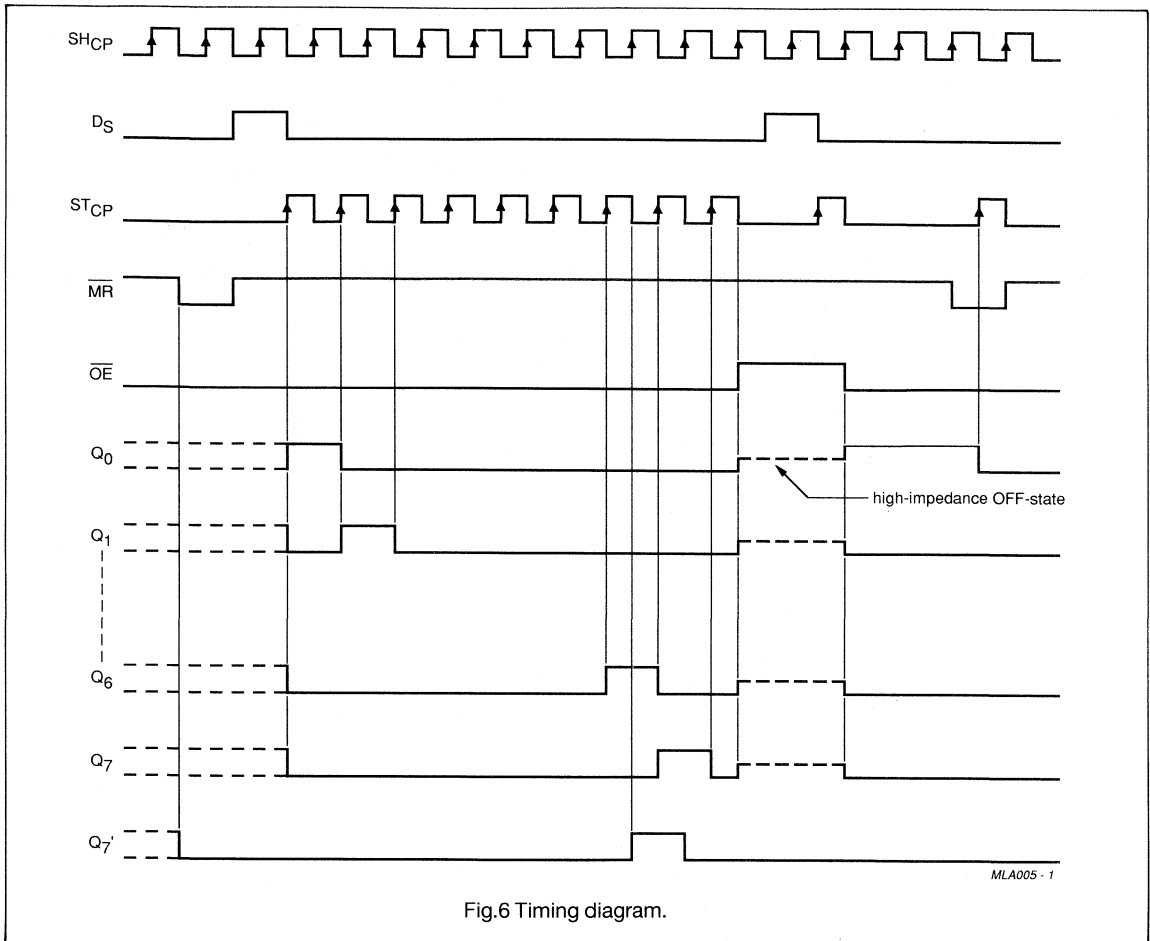 SHCP
DS
STCP
MR
OE
Q0
high-impedance OFF-state
Q1
Q6
Q7
Q7'
MLA005 - 1
Fig.6 Timing diagram.